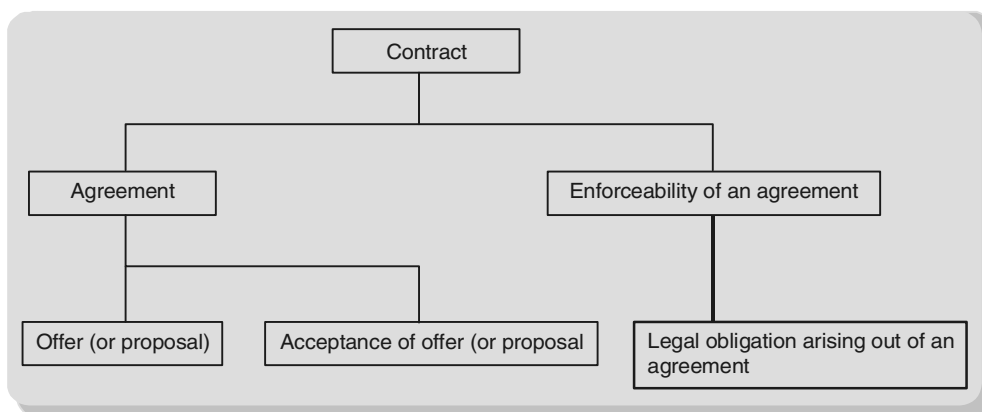 Contract
Agreement
Enforceability of an agreement
Offer (or proposal)
Acceptance of offer (or proposal
Legal obligation arising out of an
agreement